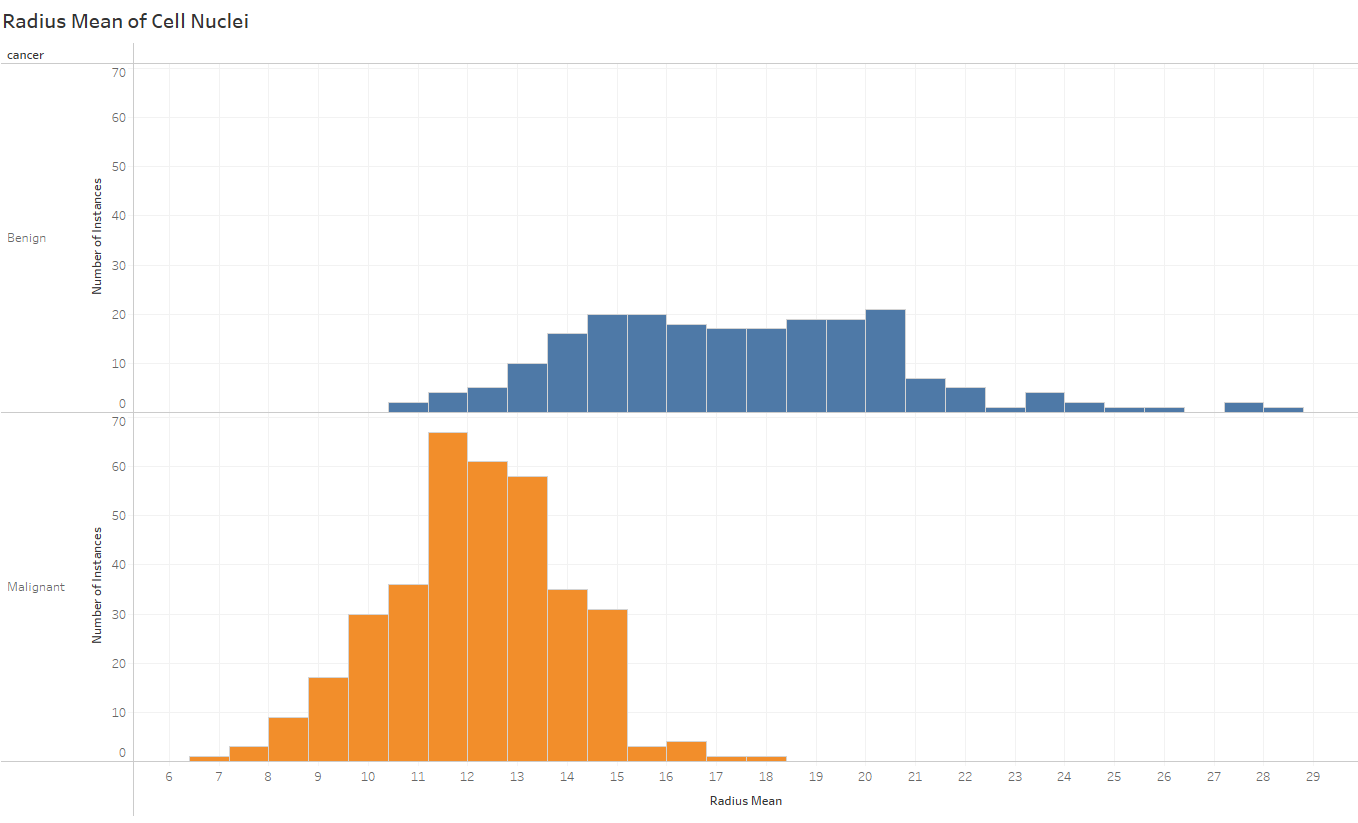 Radius Mean of Cell Nuclei
cancer
Benign
Number of Instances
70
60
50
40
30
20
10
0
Malignant
Number of Instances
70
60
50
40
30
20
10
0
6 7 8 9 10 11 12 13 14 15 16 17 18 19 20 21 22 23 24 25 26 27 28 29
Radius Mean